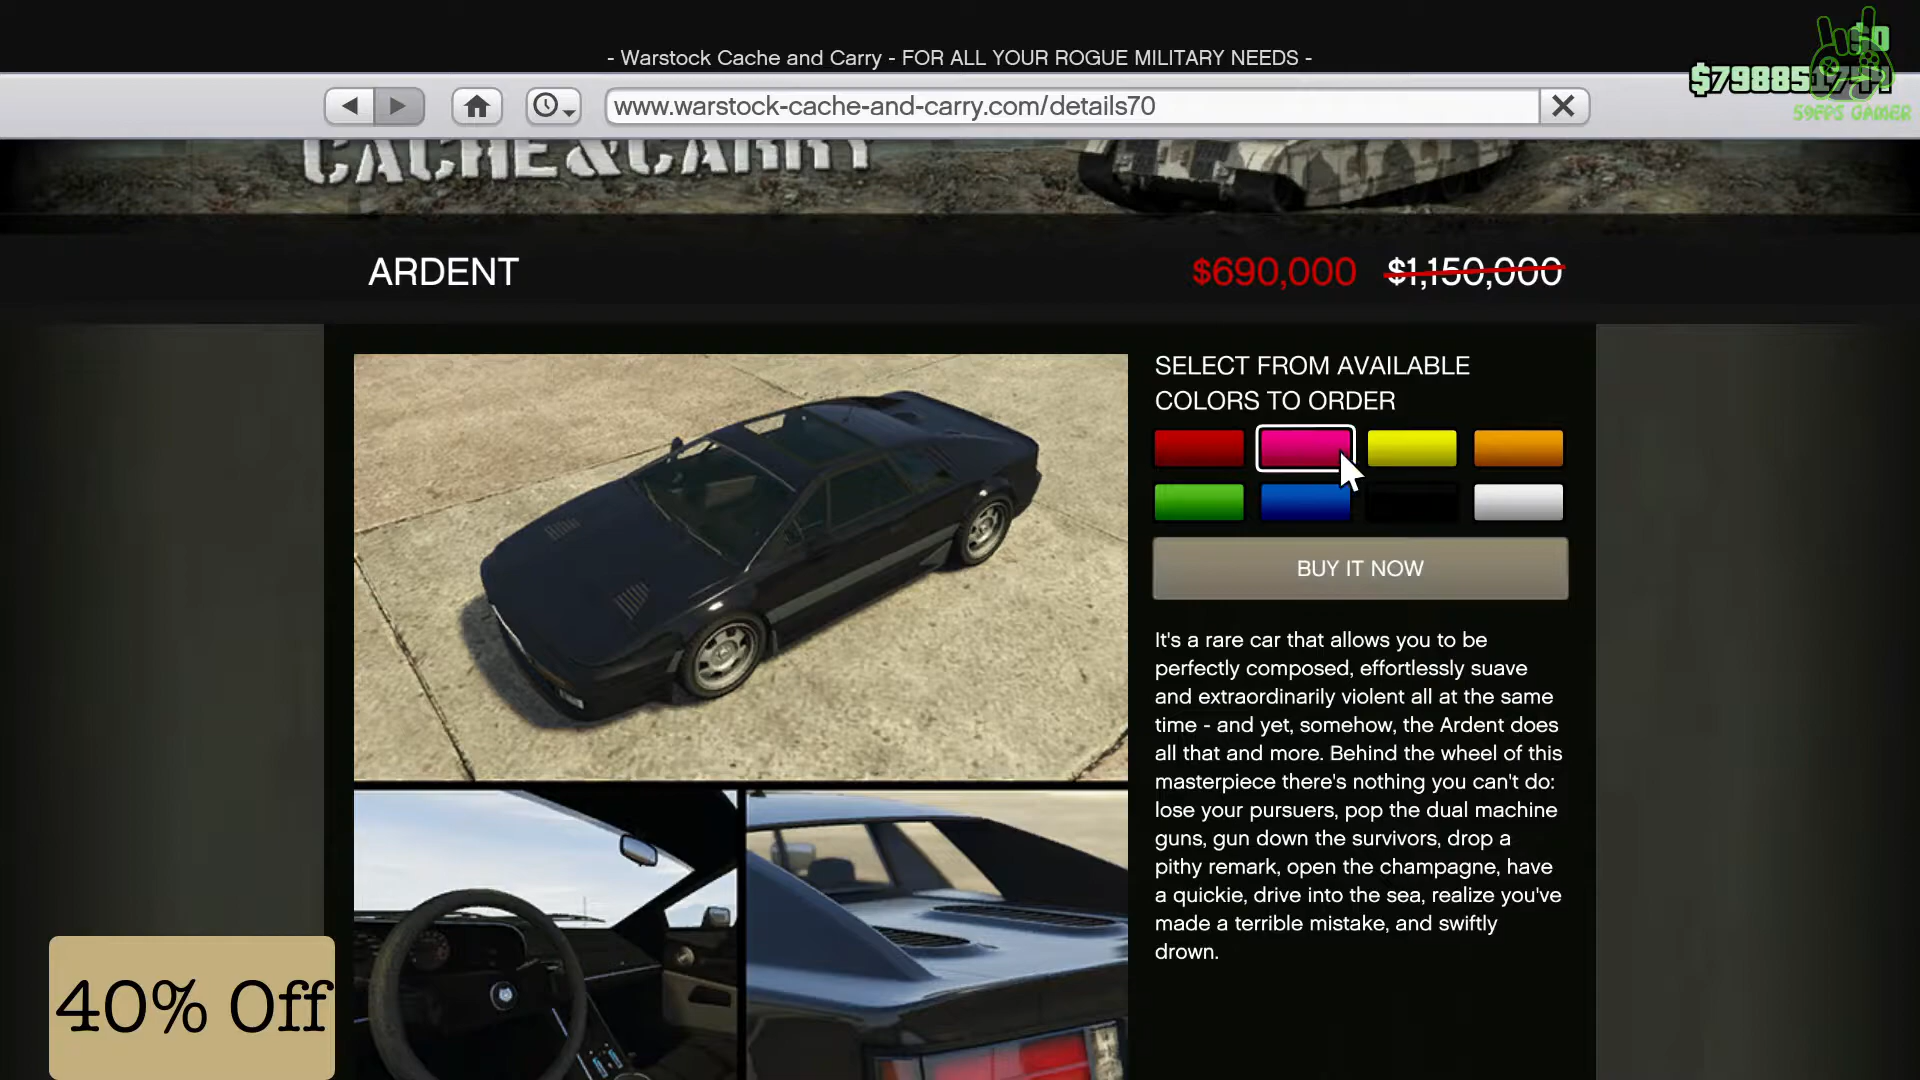 - Warstock Cache and Carry - FOR ALL YOUR ROGUE MILITARY NEEDS -
$0
www.warstock-cache-and-carry.com/details70
59FPS GAMER
CACHE&CARRY
ARDENT
$690,000 $1,150,000
SELECT FROM AVAILABLE
COLORS TO ORDER
BUY IT NOW
It's a rare car that allows you to be
perfectly composed, effortlessly suave
and extraordinarily violent all at the same
time - and yet, somehow, the Ardent does
all that and more. Behind the wheel of this
masterpiece there's nothing you can't do:
lose your pursuers, pop the dual machine
guns, gun down the survivors, drop a
pithy remark, open the champagne, have
a quickie, drive into the sea, realize you've
made a terrible mistake, and swiftly
drown.
40% Off